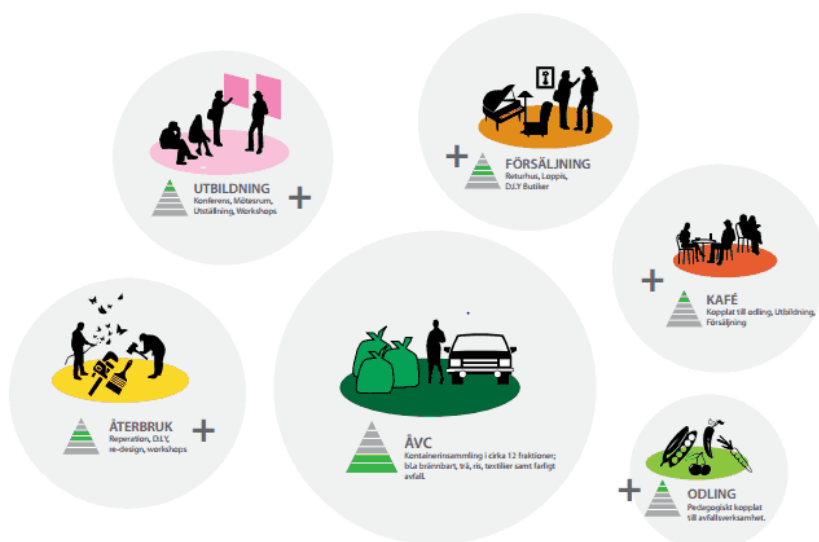 UTBILDNING
Konferens, Mötesrum,
Utställning, Workshops
+
FÖRSÄLJNING
Returhus, Loppis,
D.I.Y Butiker
+
KAFÉ
Kopplat till odling, Utbildning,
Försäljning
+
ÅTERBRUK
Reperation, D.I.Y,
re-design, workshops
+
ÅVC
Kontainerinsamling i cirka 12 fraktioner;
bl.a brännbart, trä, ris, textilier samt farligt
avfall.
+
ODLING
Pedagogiskt kopplat
till avfallsverksamhet.